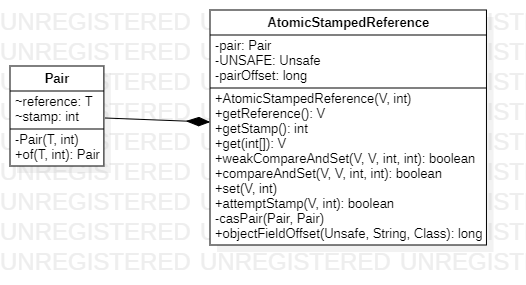 Pair
~reference: T
~stamp: int
-Pair(T, int)
+of(T, int): Pair
AtomicStampedReference
-pair: Pair
-UNSAFE: Unsafe
-pairOffset: long
+AtomicStampedReference(V, int)
+getReference(): V
+getStamp(): int
+get(int[]): V
+weakCompareAndSet(V, V, int, int): boolean
+compareAndSet(V, V, int, int): boolean
+set(V, int)
+attemptStamp(V, int): boolean
-casPair(Pair, Pair)
+objectFieldOffset(Unsafe, String, Class): long
UNREGISTERED UNREGISTERED UNREGISTERED